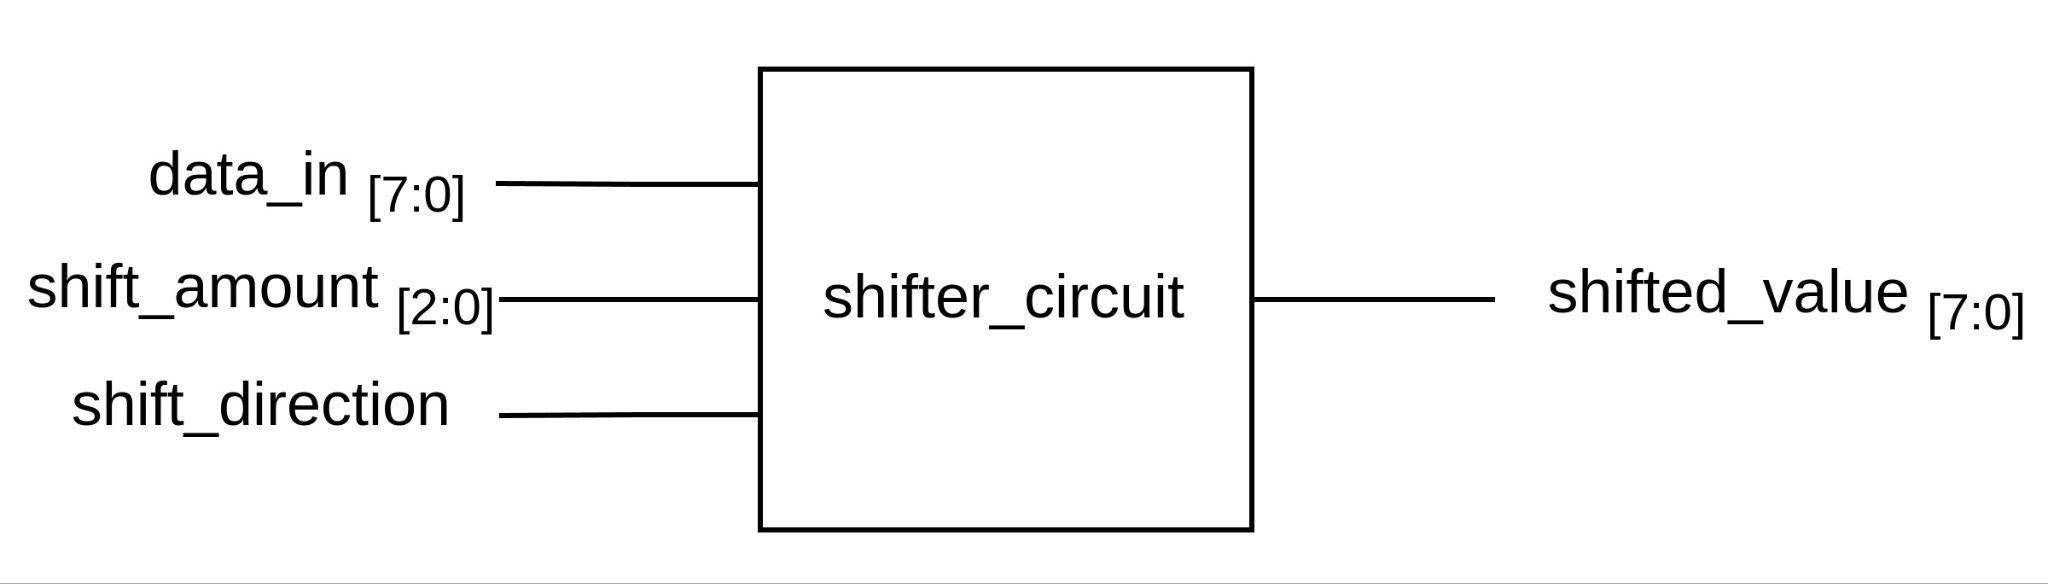 data_in [7:0]
shift_amount [2:0]
shift_direction
shifter_circuit
shifted_value [7:0]